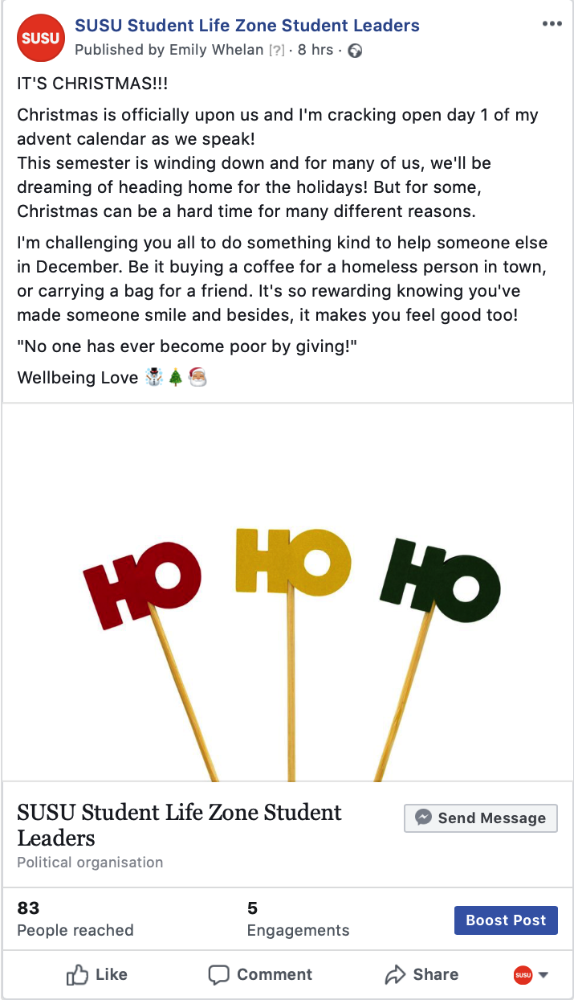 SUSU
SUSU Student Life Zone Student Leaders
Published by Emily Whelan [?] · 8 hrs ·
IT'S CHRISTMAS!!!
Christmas is officially upon us and I'm cracking open day 1 of my
advent calendar as we speak!
This semester is winding down and for many of us, we'll be
dreaming of heading home for the holidays! But for some,
Christmas can be a hard time for many different reasons.
I'm challenging you all to do something kind to help someone else
in December. Be it buying a coffee for a homeless person in town,
or carrying a bag for a friend. It's so rewarding knowing you've
made someone smile and besides, it makes you feel good too!
"No one has ever become poor by giving!"
Wellbeing Love ☃️🎄🎅
HO HO HO
SUSU Student Life Zone Student
Leaders
Political organisation
Send Message
83
People reached
5
Engagements
Boost Post
Like
Comment
Share
SUSU